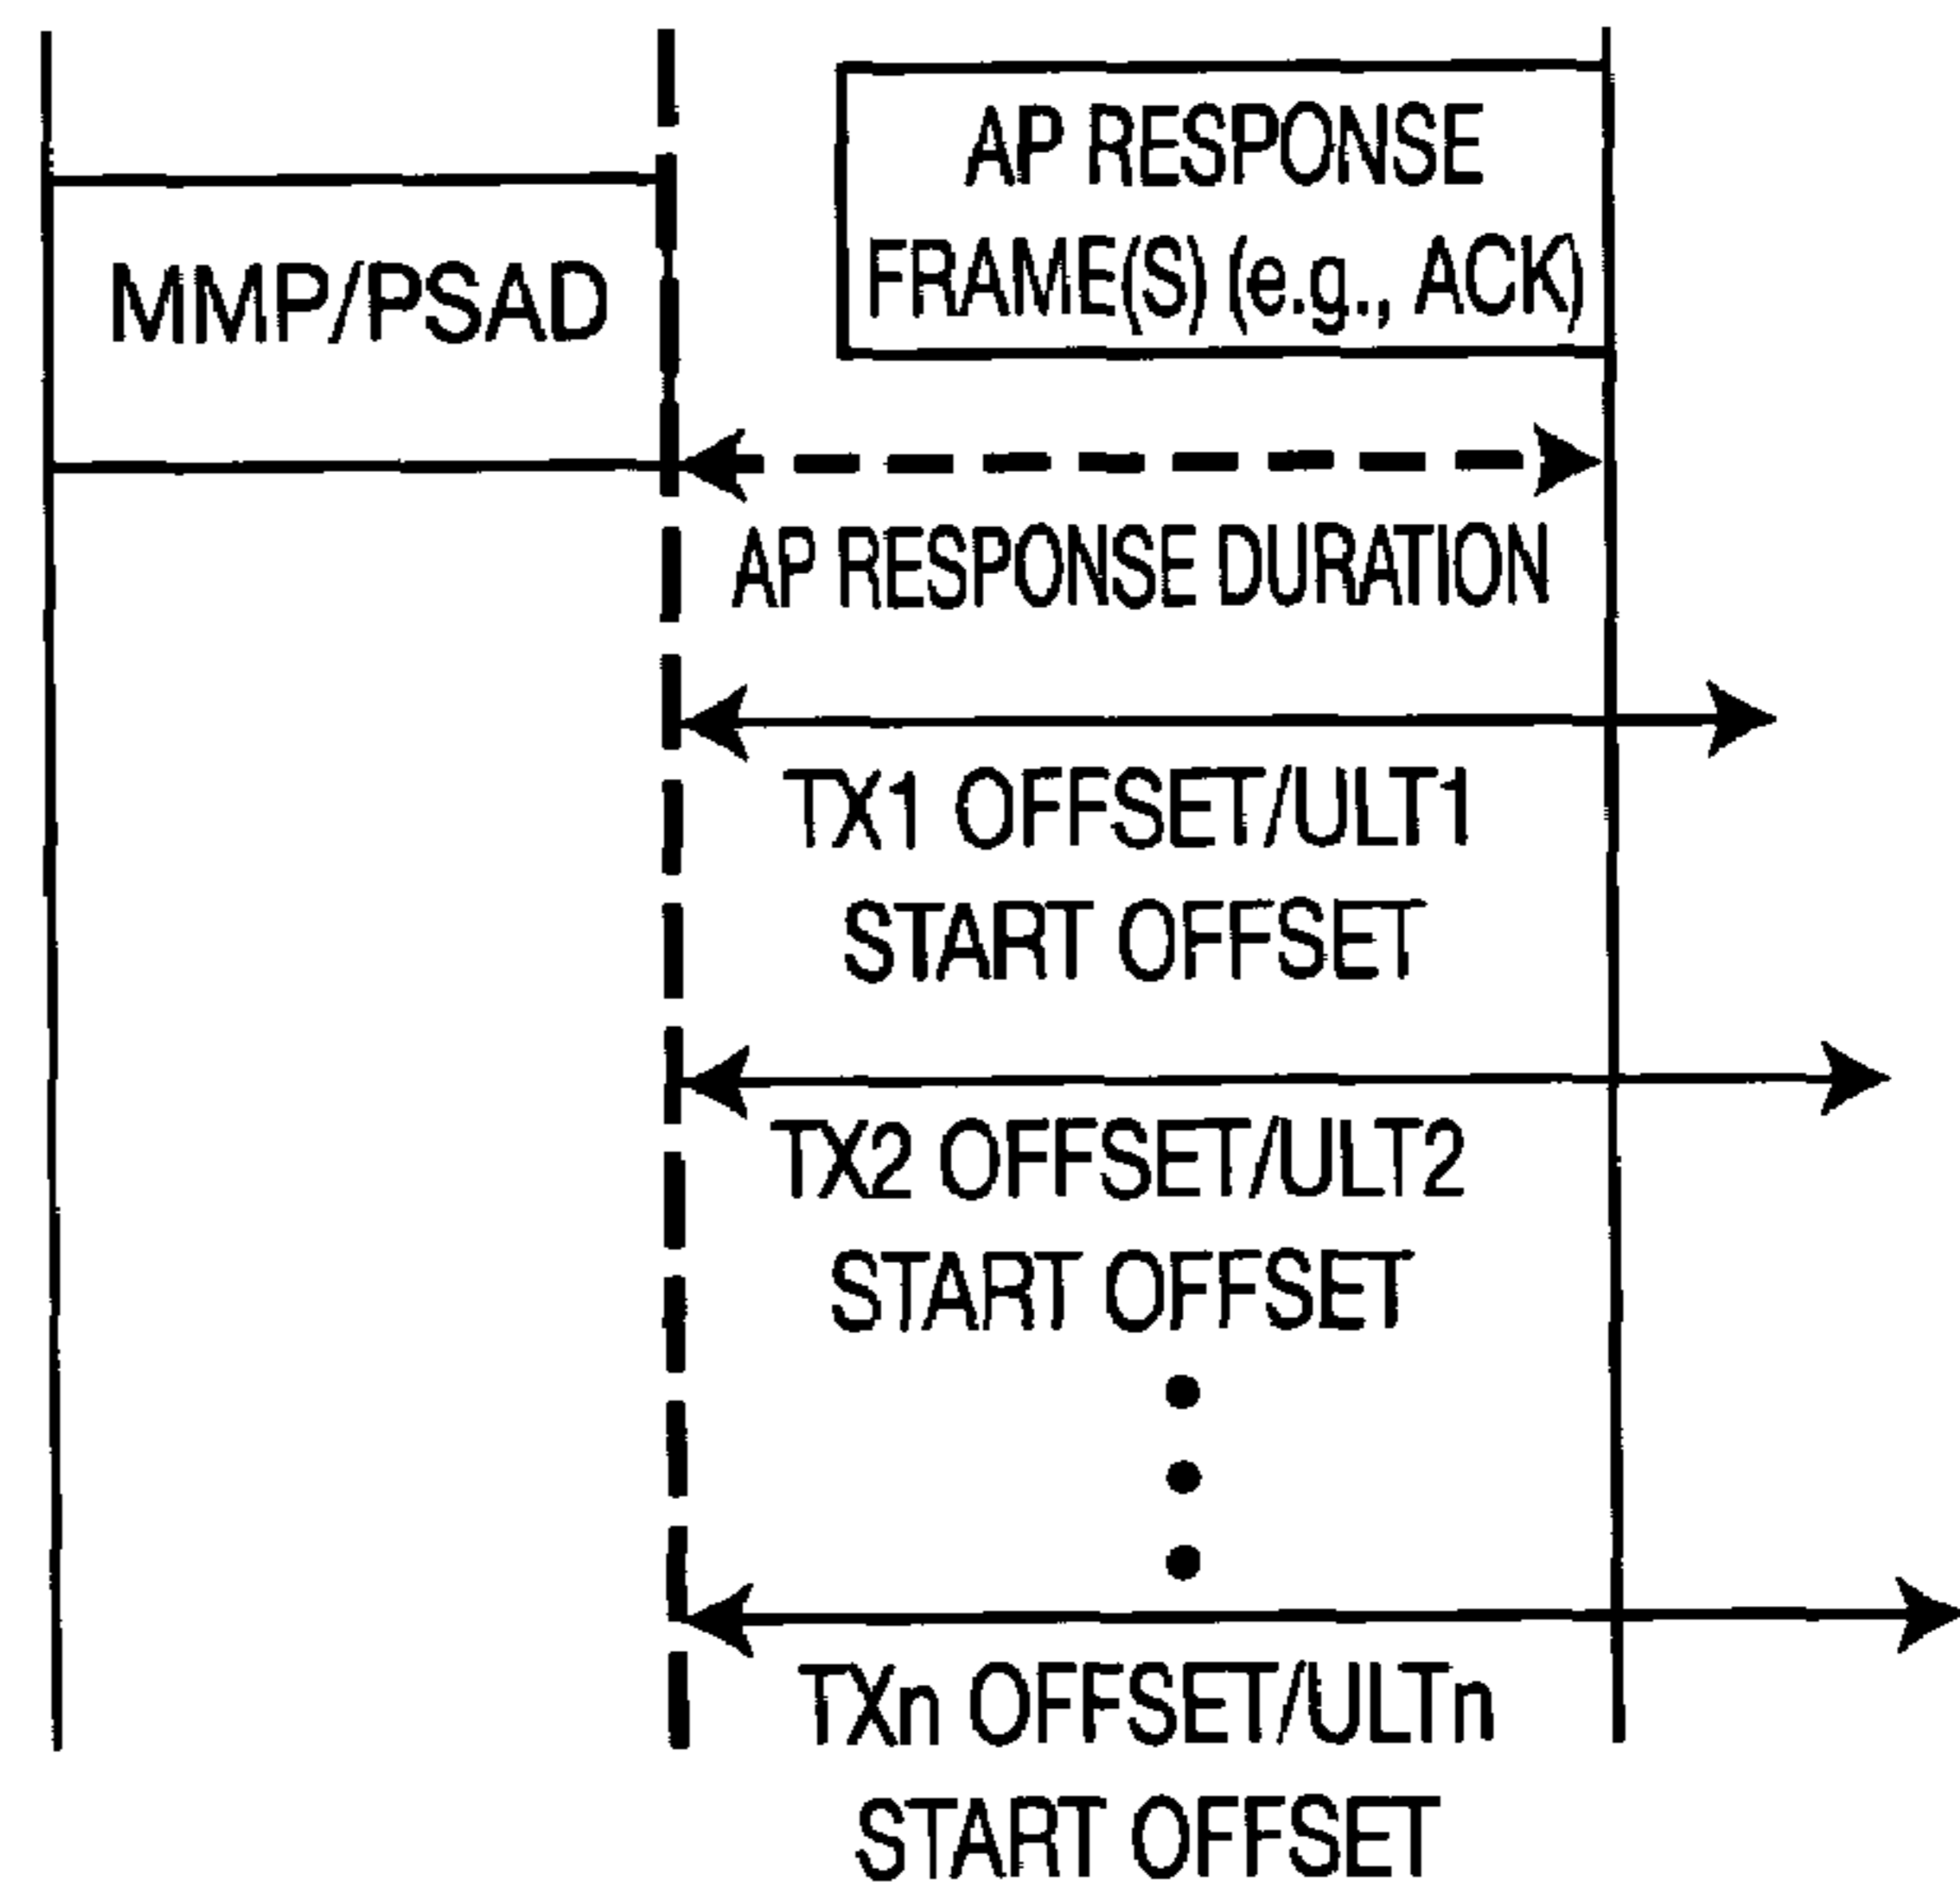 AP RESPONSE
FRAME(S) (e.g., ACK)
MMP/PSAD
AP RESPONSE DURATION
TX1 OFFSET/ULT1
START OFFSET
TX2 OFFSET/ULT2
START OFFSET
TXn OFFSET/ULTn
START OFFSET